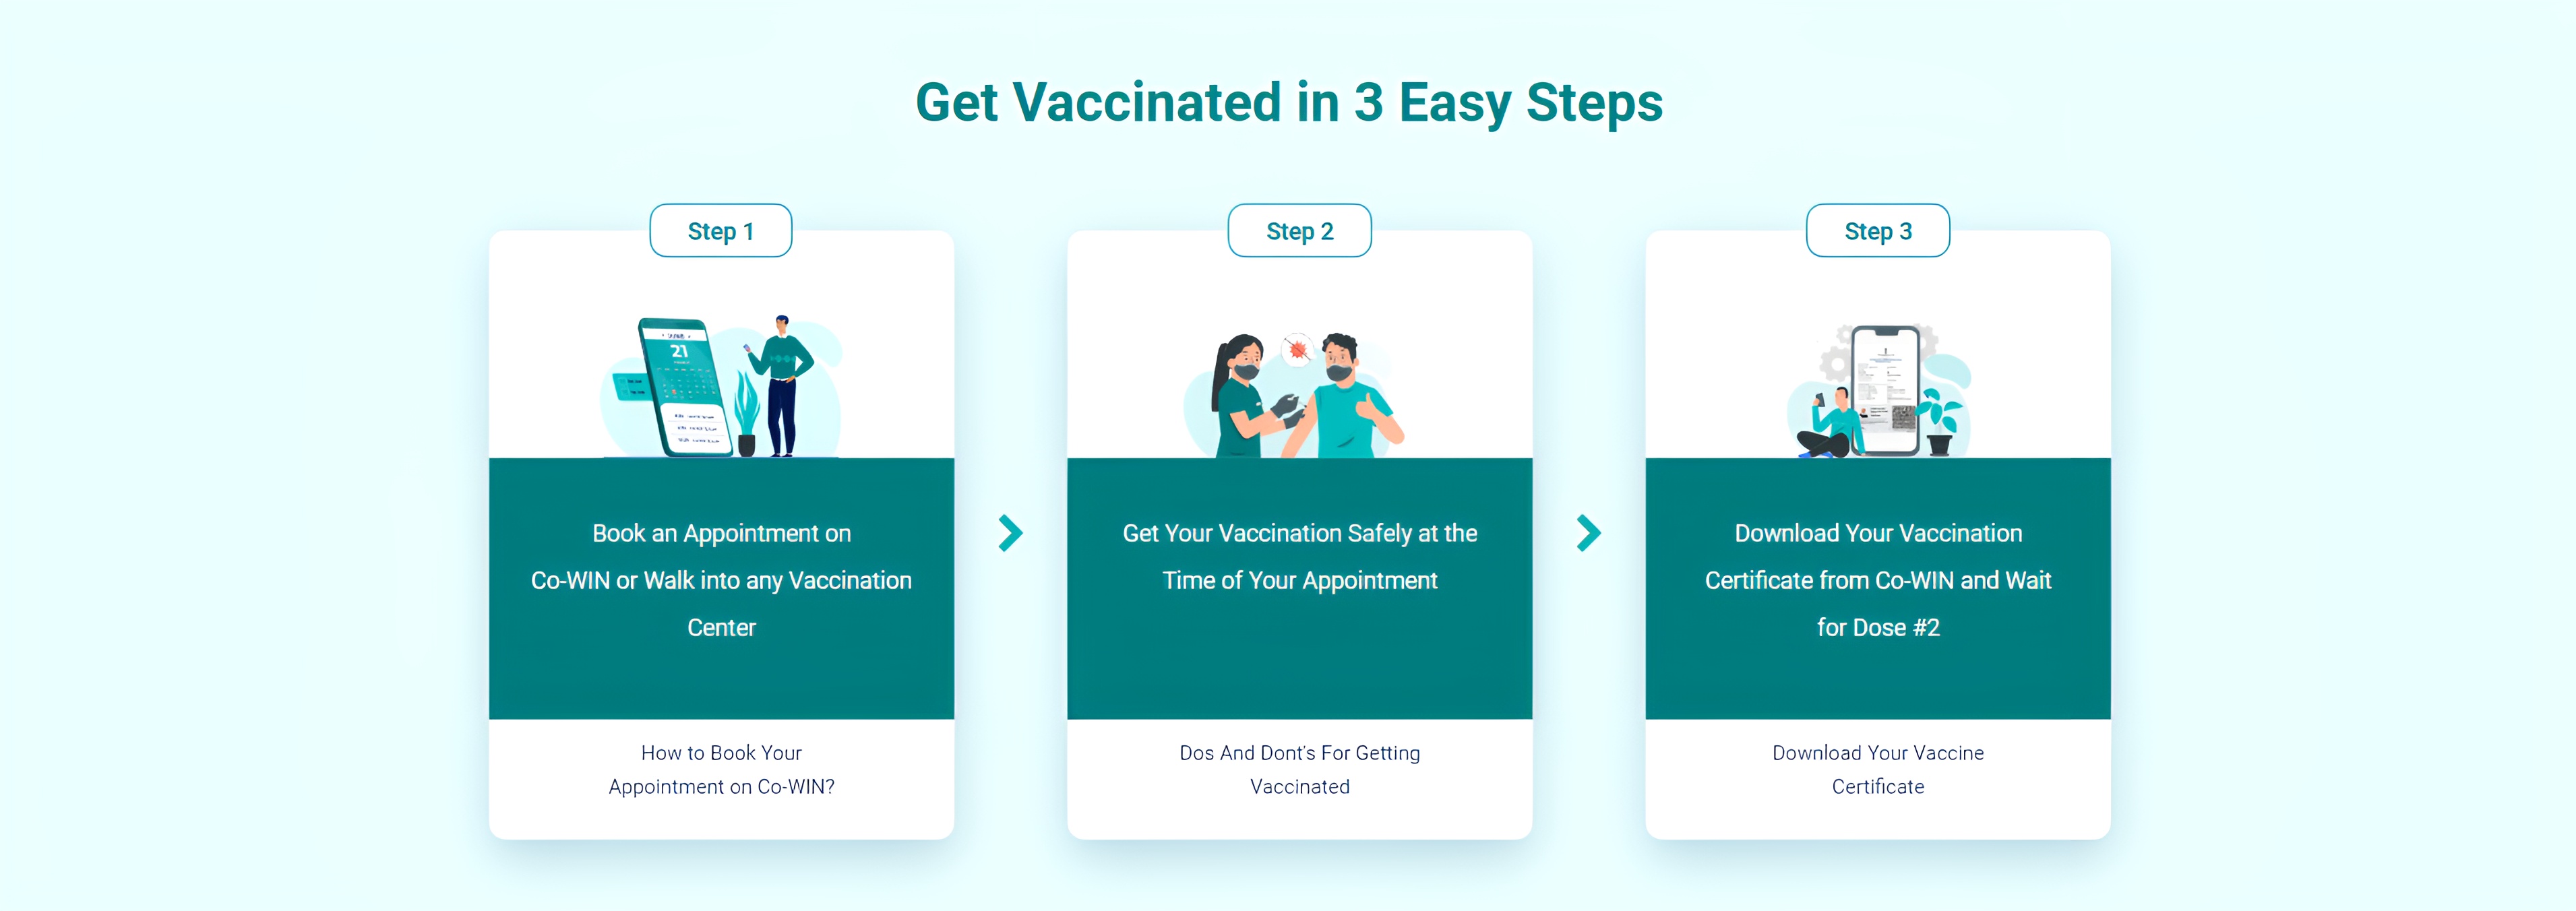 Get Vaccinated in 3 Easy Steps
Step 1
21
Book an Appointment on
Co-WIN or Walk into any Vaccination
Center
How to Book Your
Appointment on Co-WIN?
Step 2
Get Your Vaccination Safely at the
Time of Your Appointment
Dos And Dont's For Getting
Vaccinated
Step 3
Download Your Vaccination
Certificate from Co-WIN and Wait
for Dose #2
Download Your Vaccine
Certificate